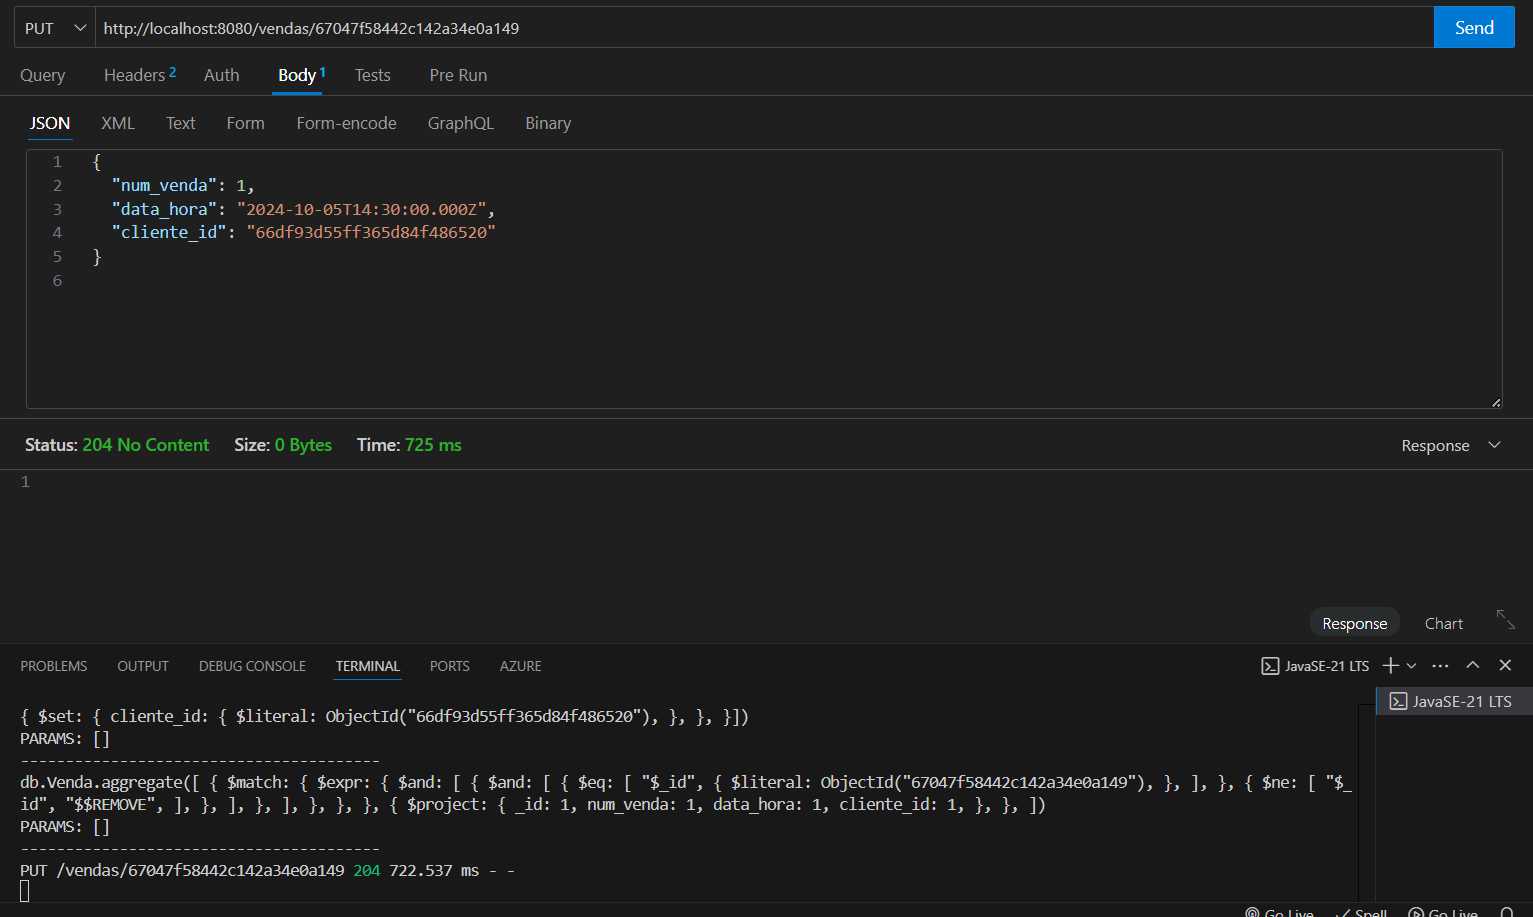 PUT http://localhost:8080/vendas/67047f58442c142a34e0a149 Send
Query Headers 2 Auth Body 1 Tests Pre Run
JSON XML Text Form Form-encode GraphQL Binary
1 {
2 "num_venda": 1,
3 "data_hora": "2024-10-05T14:30:00.000Z",
4 "cliente_id": "66df93d55ff365d84f486520"
5 }
6
Status: 204 No Content Size: 0 Bytes Time: 725 ms Response
1
Response Chart
PROBLEMS OUTPUT DEBUG CONSOLE TERMINAL PORTS AZURE JavaSE-21 LTS
JavaSE-21 LTS
{ $set: { cliente_id: { $literal: ObjectId("66df93d55ff365d84f486520"), }, }, }])
PARAMS: []
----------------------------------------
db.Venda.aggregate([ { $match: { $expr: { $and: [ { $and: [ { $eq: [ "$_id", { $literal: ObjectId("67047f58442c142a34e0a149"), }, ], }, { $ne: [ "$_
id", "$$REMOVE", ], }, ], }, ], }, }, }, { $project: { _id: 1, num_venda: 1, data_hora: 1, cliente_id: 1, }, }, ])
PARAMS: []
----------------------------------------
PUT /vendas/67047f58442c142a34e0a149 204 722.537 ms - -
Go Live Spell Go Live